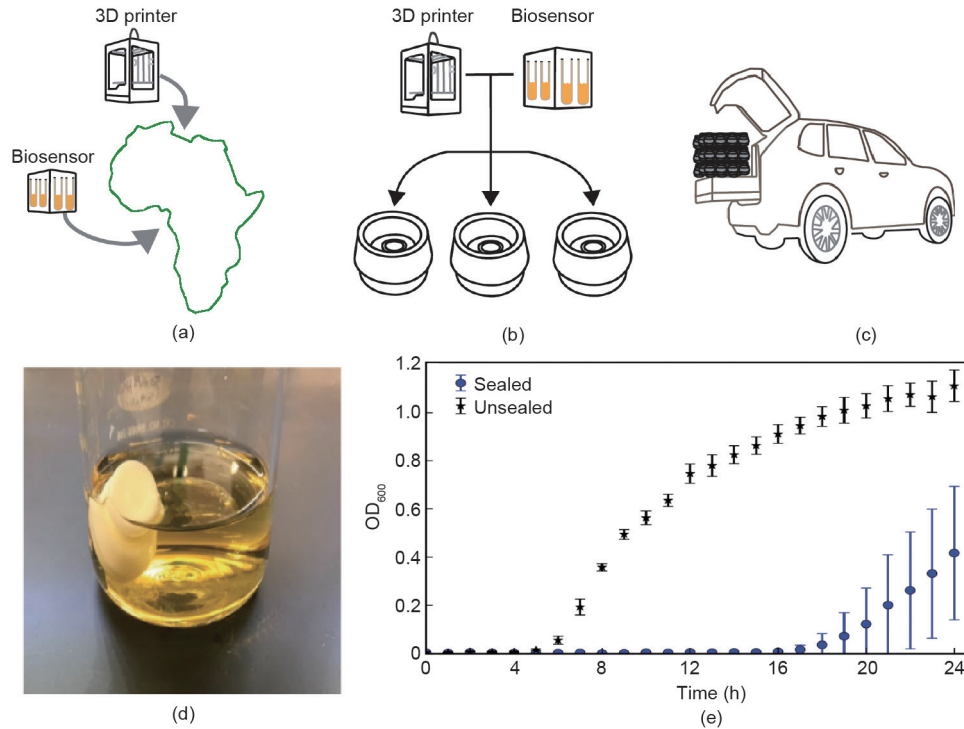 3D printer
Biosensor
(a)
3D printer
Biosensor
(b)
(c)
(d)
1.2
1.0
0.8
0.6
0.4
0.2
0
OD600
Sealed
Unsealed
0
4
8
12
16
20
24
Time (h)
(e)